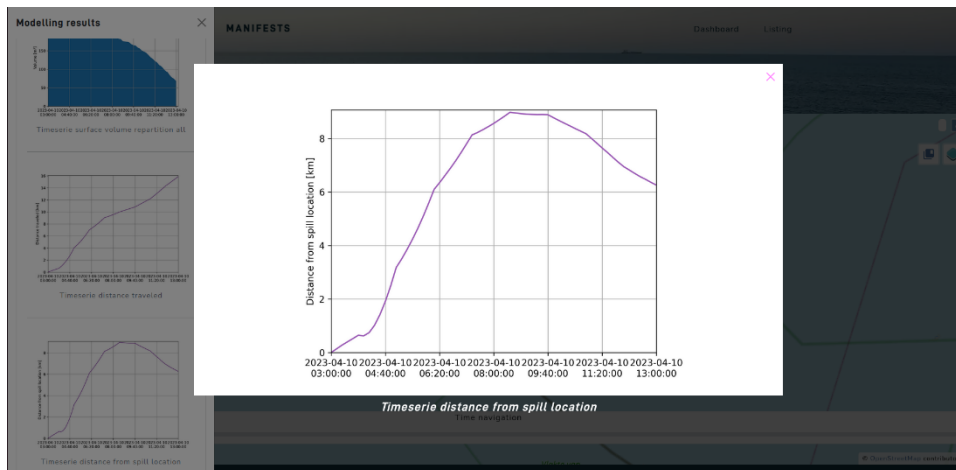 Modelling results
MANIFESTS
Dashboard
Listing
Timeserie surface volume repartition all
Timeserie distance traveled
Timeserie distance from spill location
Distance from spill location [km]
8
6
4
2
0
2023-04-10 2023-04-10 2023-04-10 2023-04-10 2023-04-10 2023-04-10 2023-04-10
03:00:00 04:40:00 06:20:00 08:00:00 09:40:00 11:20:00 13:00:00
Timeserie distance from spill location
Time navigation
© OpenStreetMap